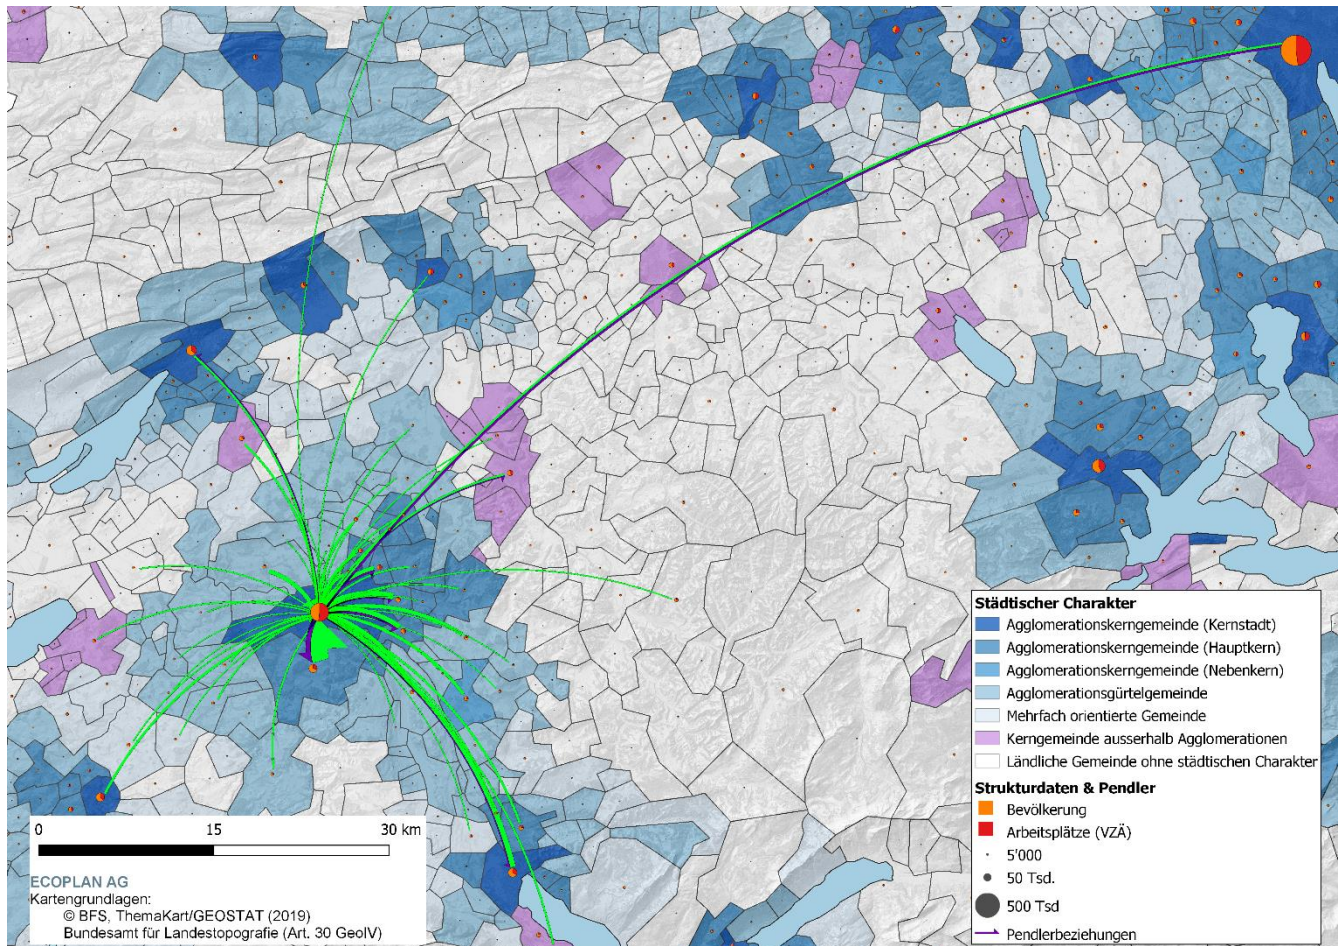 Städtischer Charakter
Agglomerationskerngemeinde (Kernstadt)
Agglomerationskerngemeinde (Hauptkern)
Agglomerationskerngemeinde (Nebenkern)
Agglomerationsgürtelgemeinde
Mehrfach orientierte Gemeinde
Kerngemeinde ausserhalb Agglomerationen
Ländliche Gemeinde ohne städtischen Charakter
Strukturdaten & Pendler
Bevölkerung
Arbeitsplätze (VZÄ)
5'000
50 Tsd.
500 Tsd
Pendlerbeziehungen
0 15 30 km
ECOPLAN AG
Kartengrundlagen:
© BFS, ThemaKart/GEOSTAT (2019)
Bundesamt für Landestopografie (Art. 30 GeoIV)